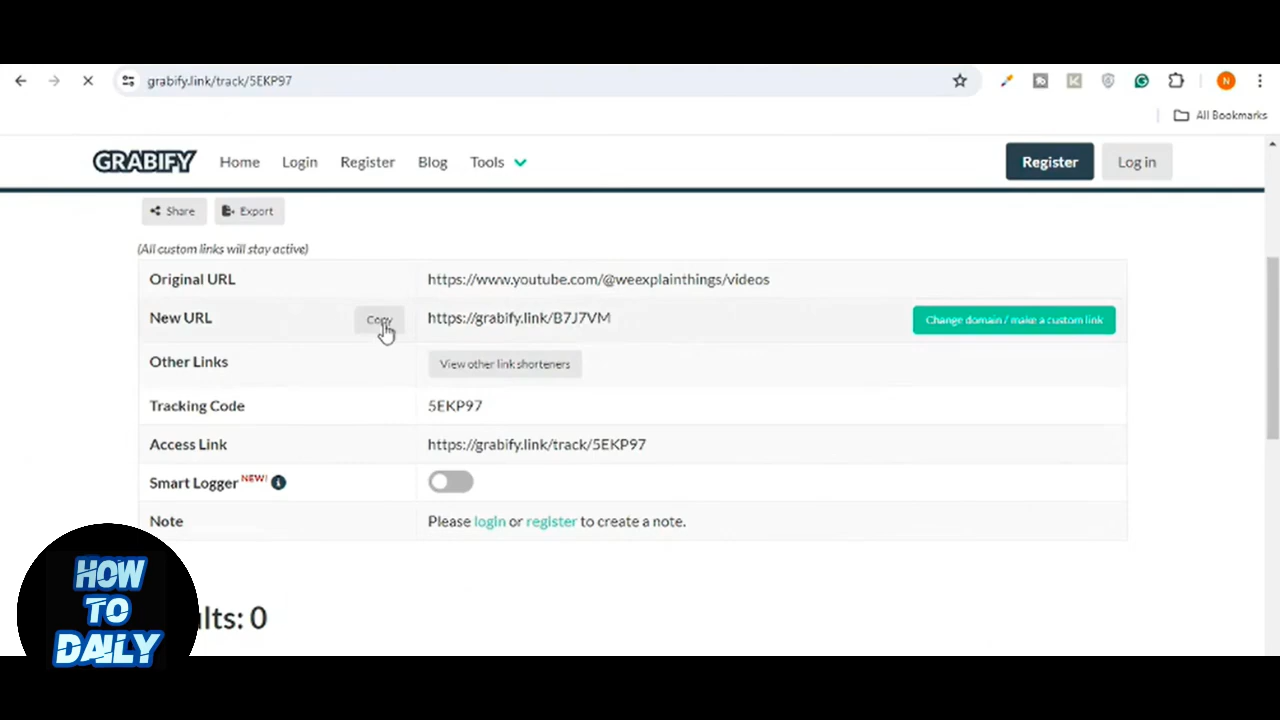 grabify.link/track/5EKP97
N
All Bookmarks
GRABIFY Home Login Register Blog Tools Register Log in
Share Export
(All custom links will stay active)
Original URL https://www.youtube.com/@weexplainthings/videos
New URL Copy https://grabify.link/B7J7VM Change domain / make a custom link
Other Links View other link shorteners
Tracking Code 5EKP97
Access Link https://grabify.link/track/5EKP97
Smart Logger NEW! https://
Note Please login or register to create a note.
ults: 0
HOW
TO
DAILY